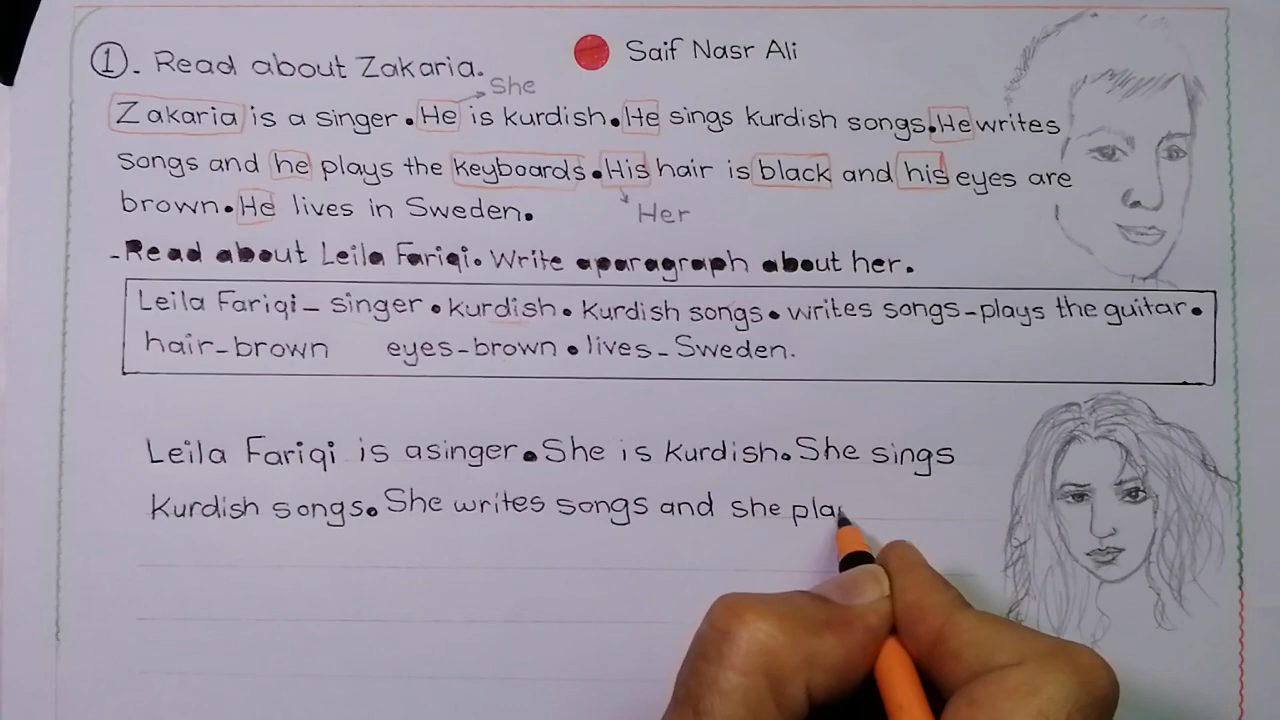 1. Read about Zakaria.
Saif Nasr Ali
She
Zakaria is a singer. He is kurdish. He sings kurdish songs. He writes
songs and he plays the keyboards. His hair is black and his eyes are
brown. He lives in Sweden.
Her
-Read about Leila Fariqi. Write a paragraph about her.
Leila Fariqi - singer. kurdish. kurdish songs. writes songs - plays the guitar.
hair - brown eyes - brown. lives - Sweden.
Leila Fariqi is a singer. She is kurdish. She sings
kurdish songs. She writes songs and she pla